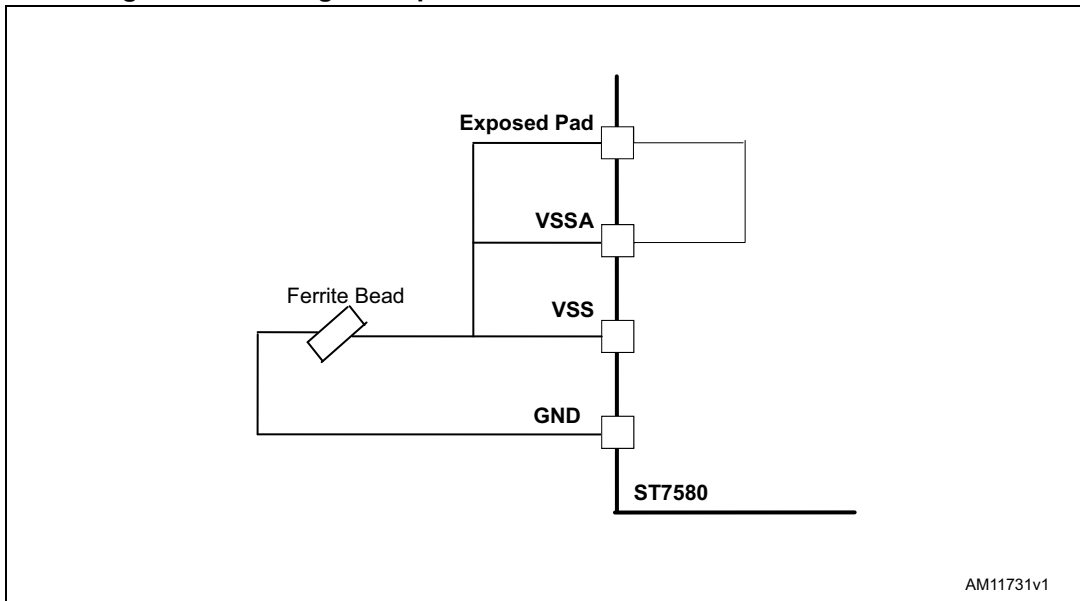 Exposed Pad
VSSA
Ferrite Bead
VSS
GND
ST7580
AM11731v1